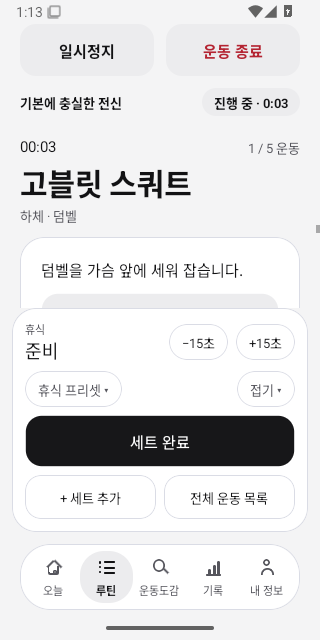 1:13
일시정지
운동 종료
기본에 충실한 전신
진행 중 · 0:03
00:03
1 / 5 운동
고블릿 스쿼트
하체 · 덤벨
덤벨을 가슴 앞에 세워 잡습니다.
휴식
준비
−15초
+15초
휴식 프리셋 ▾
접기 ▾
세트 완료
+ 세트 추가
전체 운동 목록
오늘
루틴
운동도감
기록
내 정보